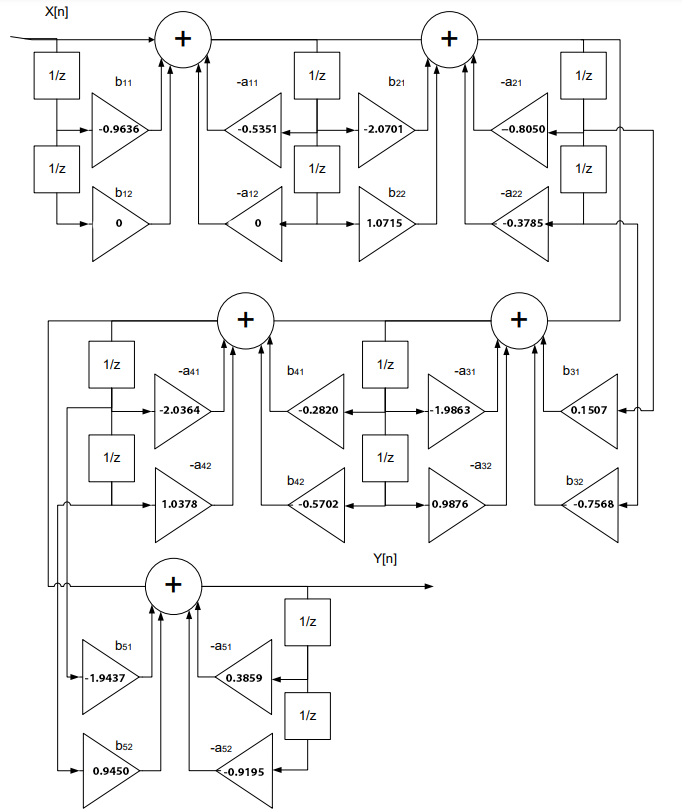 X[n]
+ +
1/z b11 -a11 1/z b21 -a21 1/z
-0.9636 -0.5351 -2.0701 --0.8050
1/z b12 -a12 1/z b22 -a22 1/z
0 0 1.0715 -0.3785
+ +
1/z -a41 b41 1/z -a31 b31
-2.0364 -0.2820 -1.9863 0.1507
1/z -a42 b42 1/z -a32 b32
1.0378 -0.5702 0.9876 -0.7568
Y[n]
+
1/z
b51 -a51
-1.9437 0.3859
1/z
b52 -a52
0.9450 -0.9195